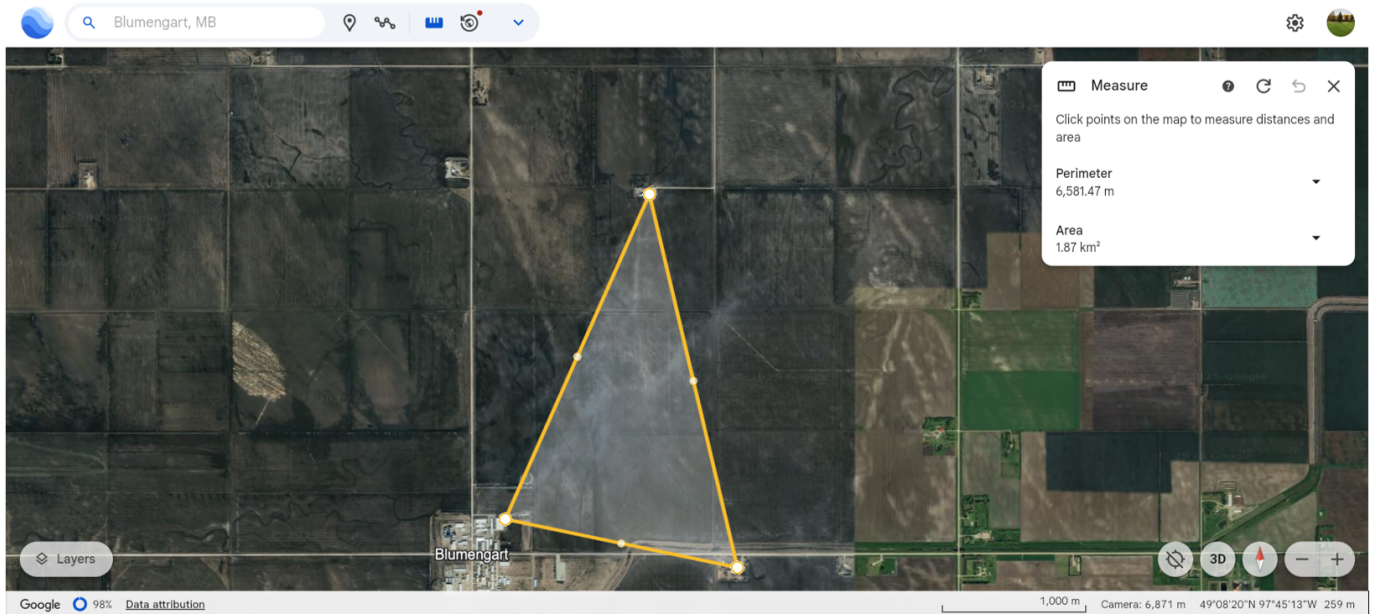 Blumengart, MB
Measure
Click points on the map to measure distances and
area
Perimeter
6,581.47 m
Area
1.87 km²
Blumengart
Layers
3D
Google 98% Data attribution
1,000 m Camera: 6,871 m 49°08'20"N 97°45'13"W 259 m